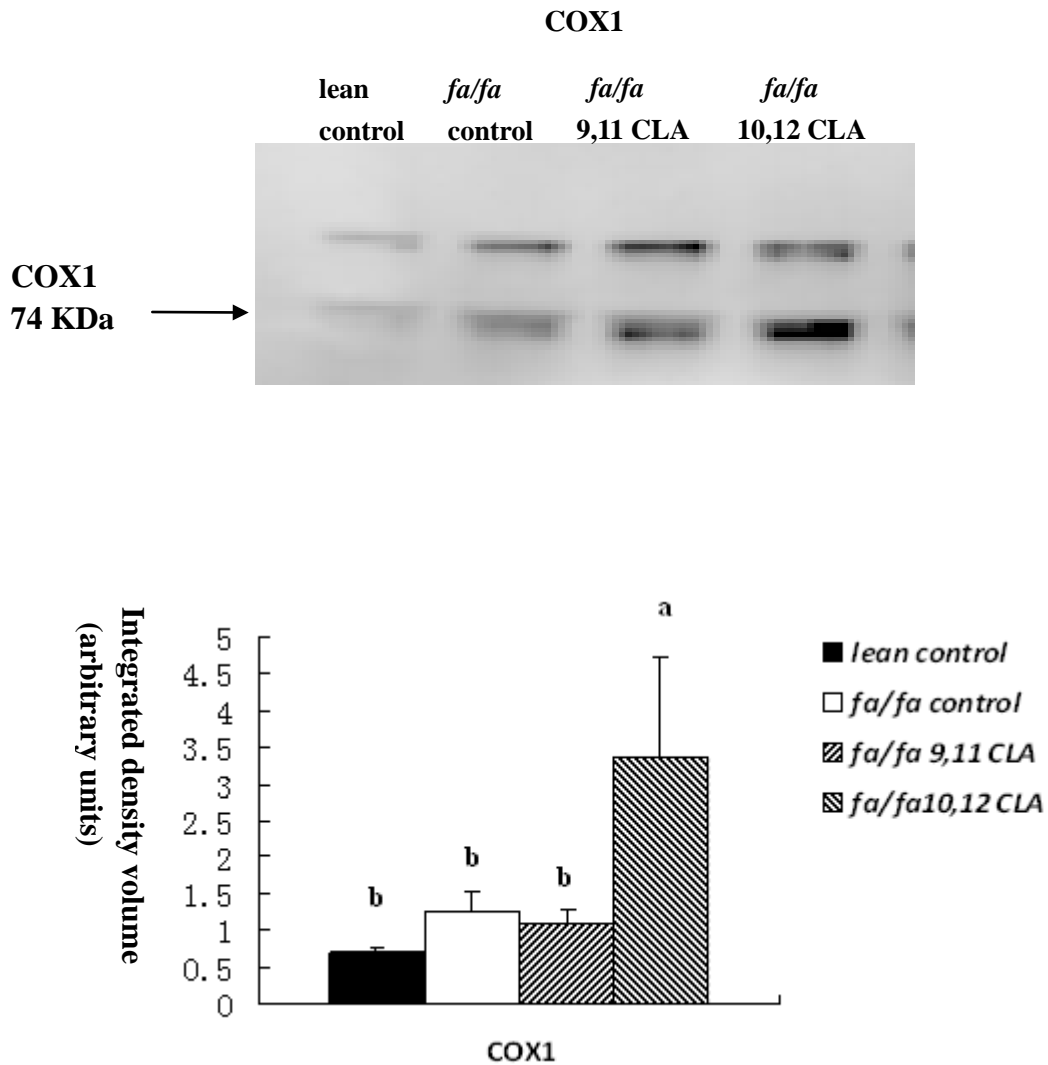 COX1
lean fa/fa fa/fa fa/fa
control control 9,11 CLA 10,12 CLA
COX1
74 KDa
Integrated density volume
(arbitrary units)
5
4.5
4
3.5
3
2.5
2
1.5
1
0.5
0
b
b
b
a
COX1
lean control
fa/fa control
fa/fa 9,11 CLA
fa/fa10,12 CLA